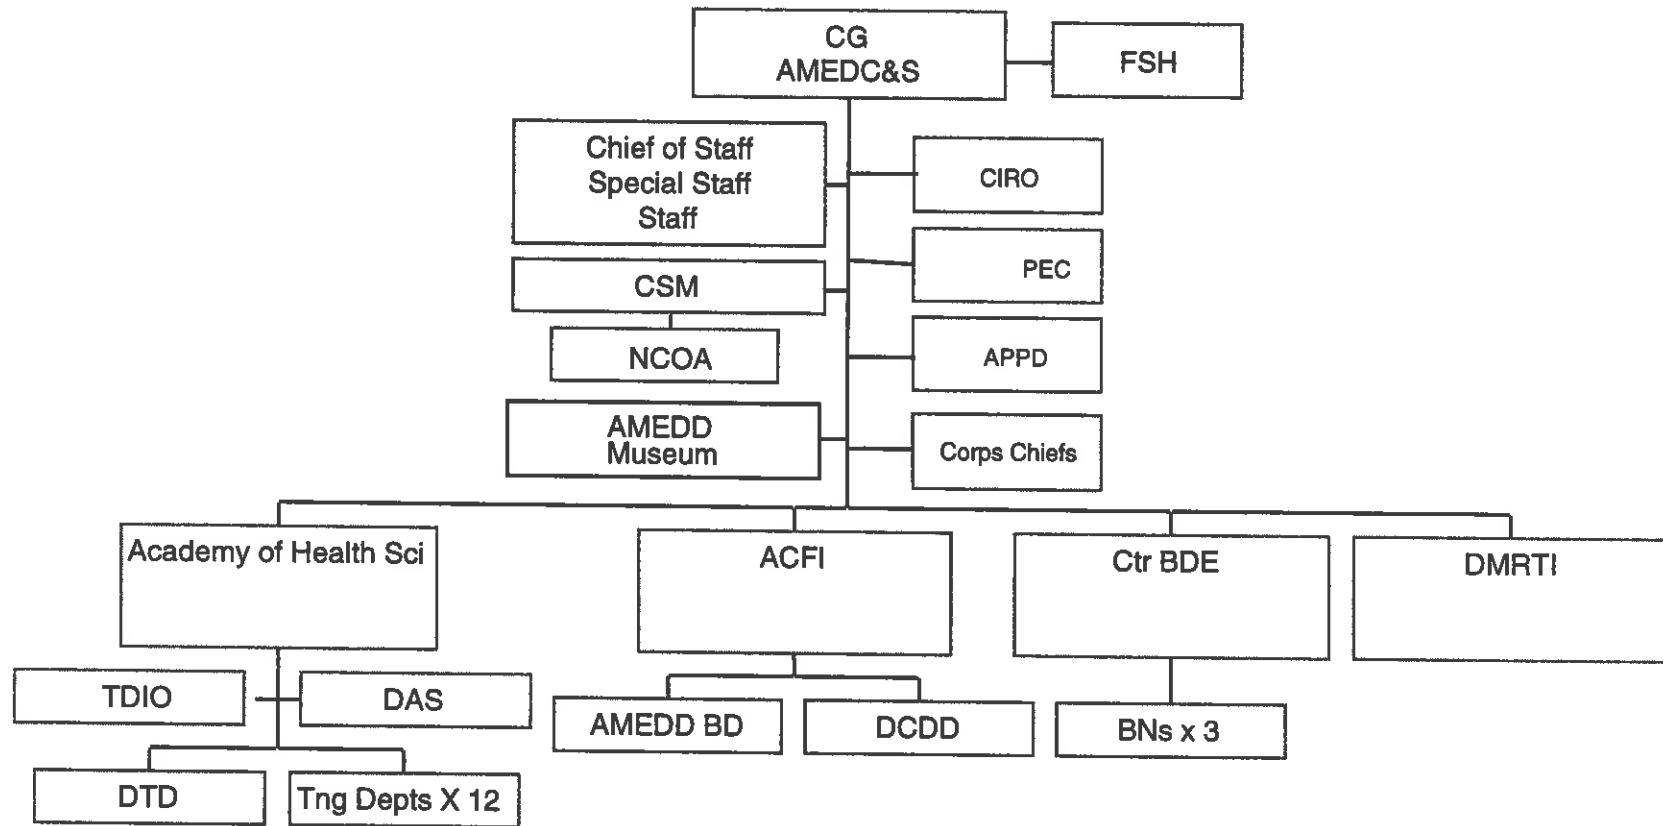 CG
AMEDC&S
FSH
Chief of Staff
Special Staff
Staff
CIRO
CSM
PEC
NCOA
APPD
AMEDD
Museum
Corps Chiefs
Academy of Health Sci
ACFI
Ctr BDE
DMRTI
TDIO
DAS
AMEDD BD
DCDD
BNs x 3
DTD
Tng Depts X 12